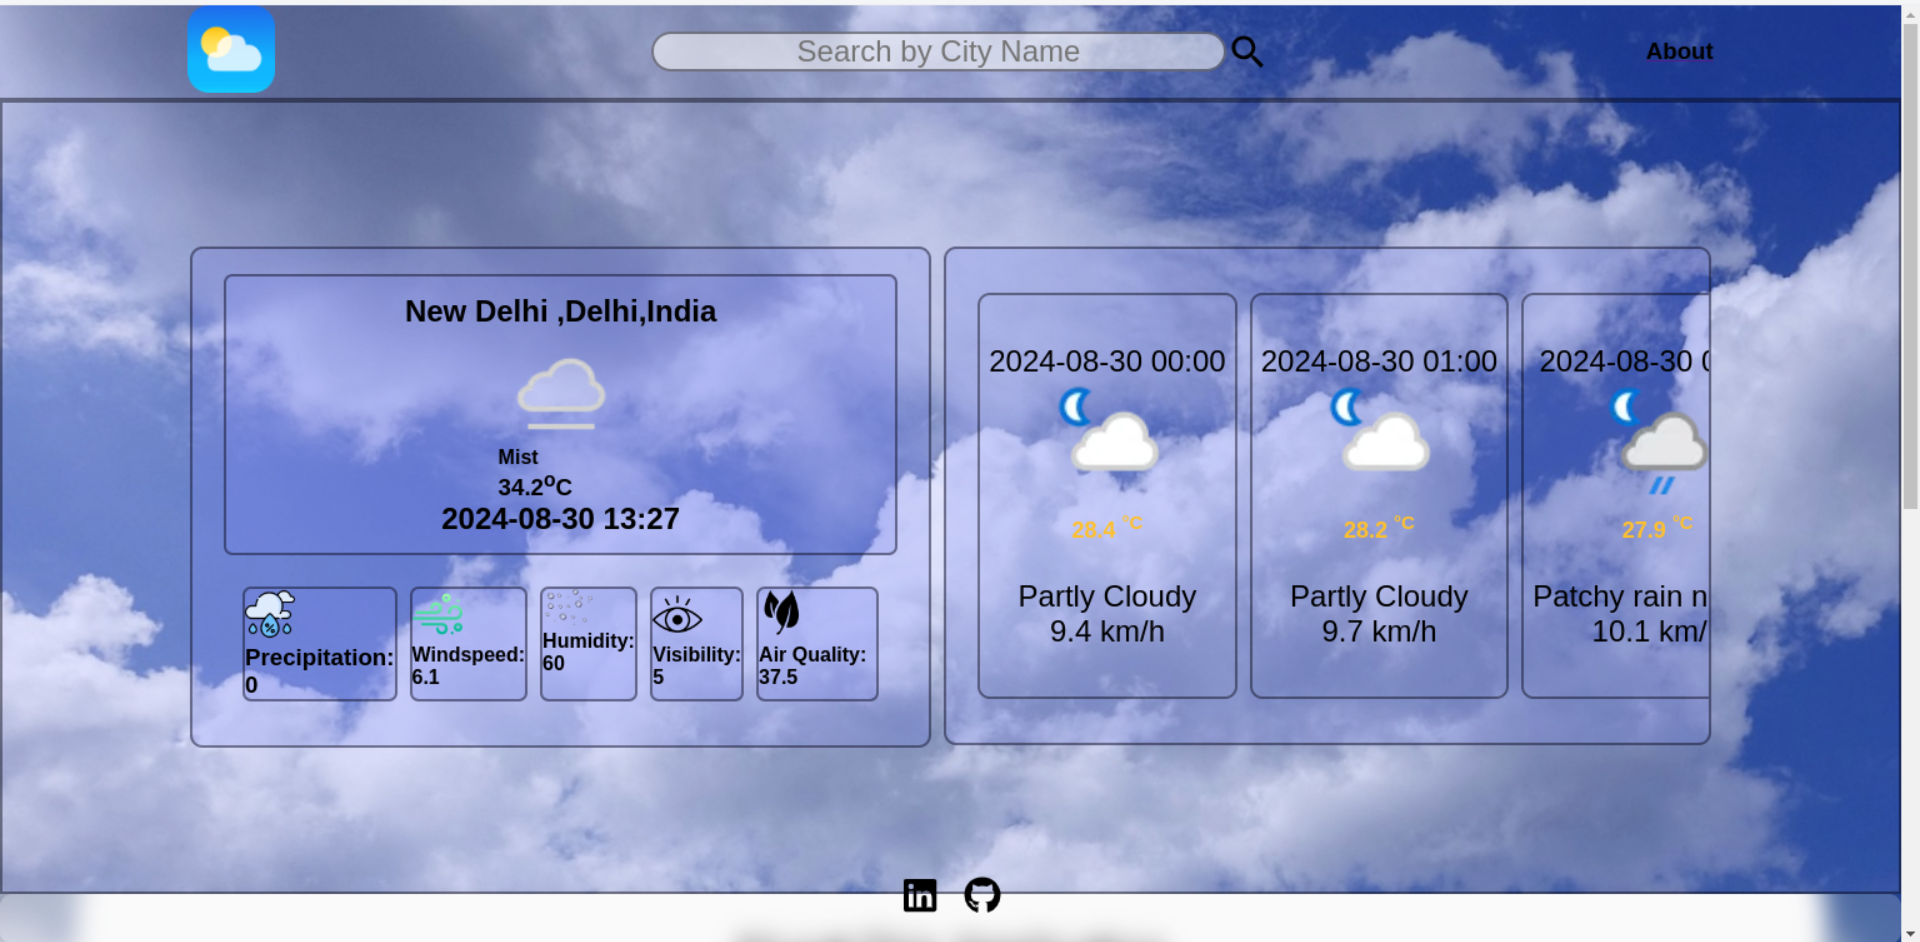 Search by City Name
About
New Delhi ,Delhi,India
Mist
34.2°C
2024-08-30 13:27
Precipitation:
0
Windspeed:
6.1
Humidity:
60
Visibility:
5
Air Quality:
37.5
2024-08-30 00:00
28.4 °C
Partly Cloudy
9.4 km/h
2024-08-30 01:00
28.2 °C
Partly Cloudy
9.7 km/h
2024-08-30
27.9 °C
Patchy rain n
10.1 km/
in